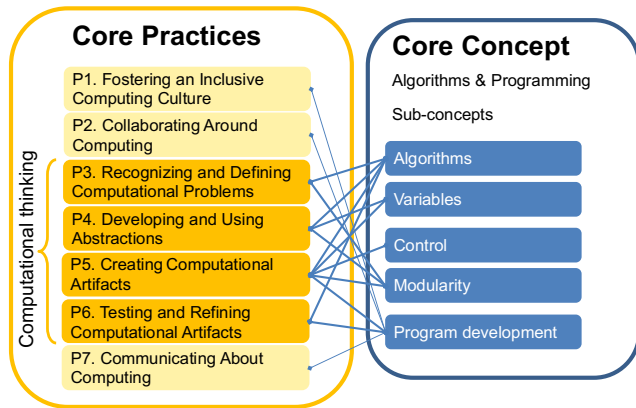 Core Practices
P1. Fostering an Inclusive
Computing Culture
P2. Collaborating Around
Computing
P3. Recognizing and Defining
Computational Problems
P4. Developing and Using
Abstractions
P5. Creating Computational
Artifacts
P6. Testing and Refining
Computational Artifacts
P7. Communicating About
Computing
Computational thinking
Core Concept
Algorithms & Programming
Sub-concepts
Algorithms
Variables
Control
Modularity
Program development